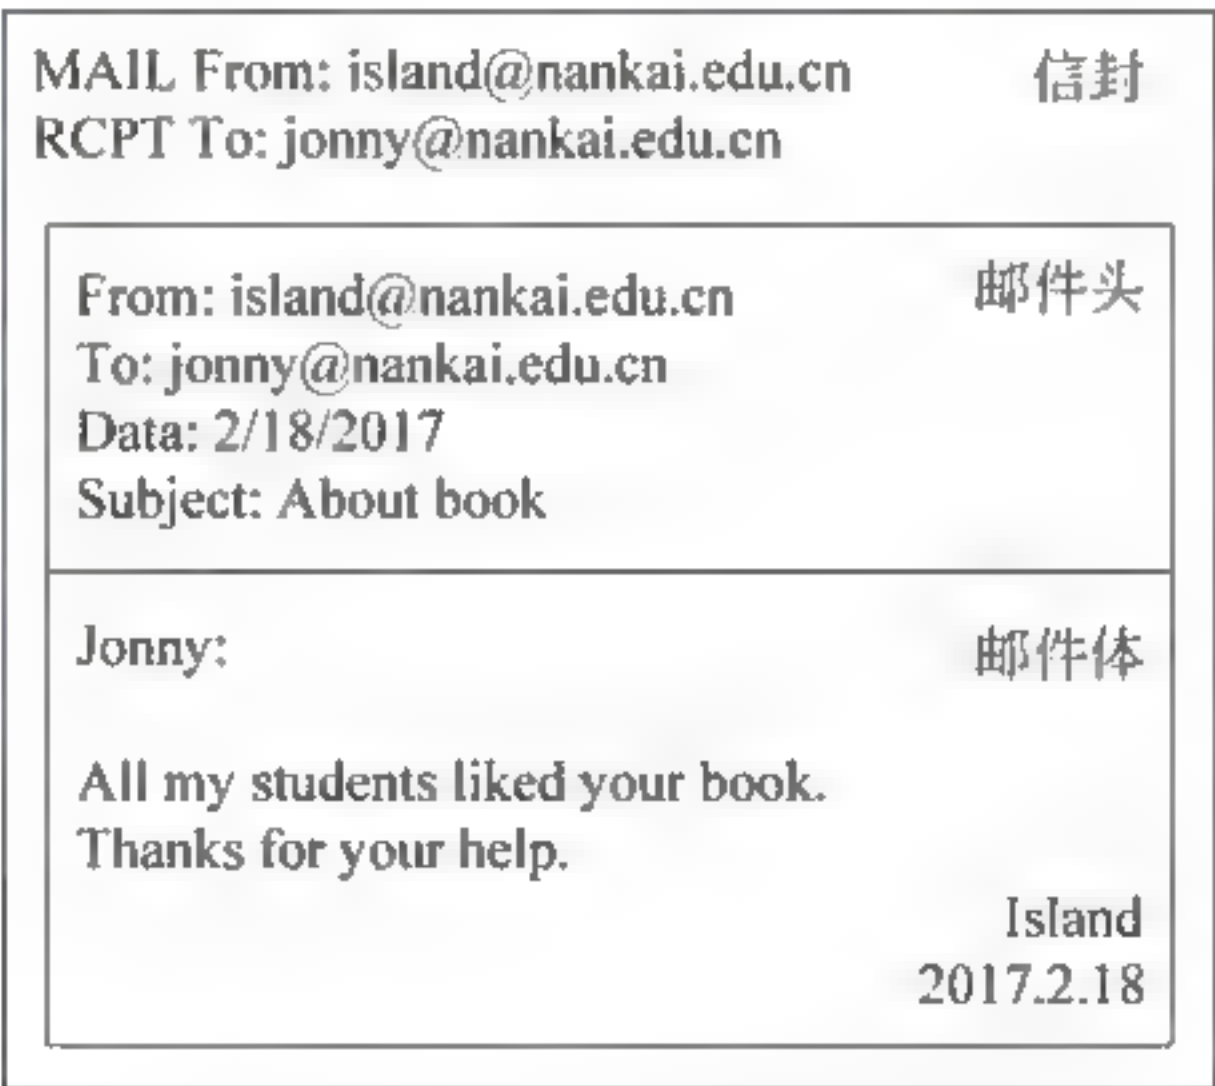 MAIL From: island@nankai.edu.cn 信封
RCPT To: jonny@nankai.edu.cn
From: island@nankai.edu.cn 邮件头
To: jonny@nankai.edu.cn
Data: 2/18/2017
Subject: About book
Jonny: 邮件体
All my students liked your book.
Thanks for your help.
Island
2017.2.18